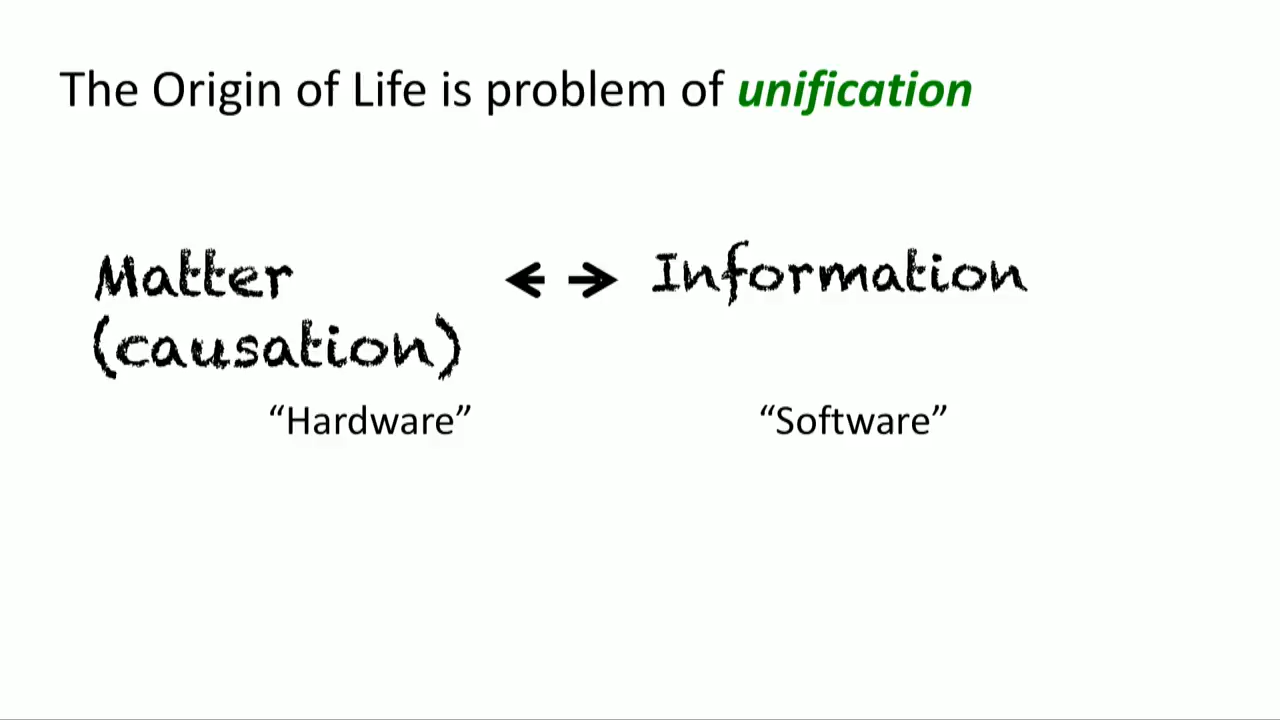 The Origin of Life is problem of unification
Matter ← → Information
(causation)
“Hardware” “Software”